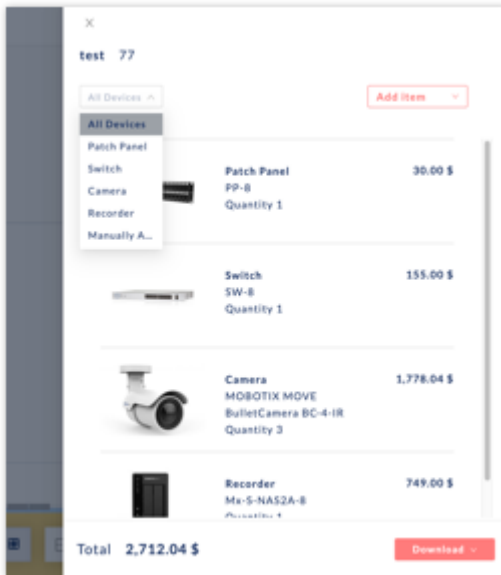 test 77
All Devices
Add item
All Devices
Patch Panel
Switch
Camera
Recorder
Manually A...
Patch Panel
PP-8
Quantity 1
30.00 $
Switch
SW-8
Quantity 1
155.00 $
Camera
MOBOTIX MOVE
BulletCamera BC-4-IR
Quantity 3
1,778.04 $
Recorder
Mx-S-NAS2A-8
Quantity 1
749.00 $
Total 2,712.04 $
Download